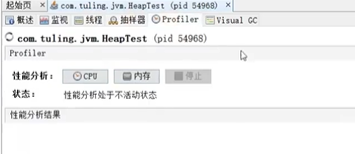 起始页 com.tuling.jvm.HeapTest (pid 54968)
概述 监视 线程 抽样器 Profiler Visual GC
com.tuling.jvm.HeapTest (pid 54968)
Profiler
性能分析: CPU 内存 停止
状态: 性能分析处于不活动状态
性能分析结果